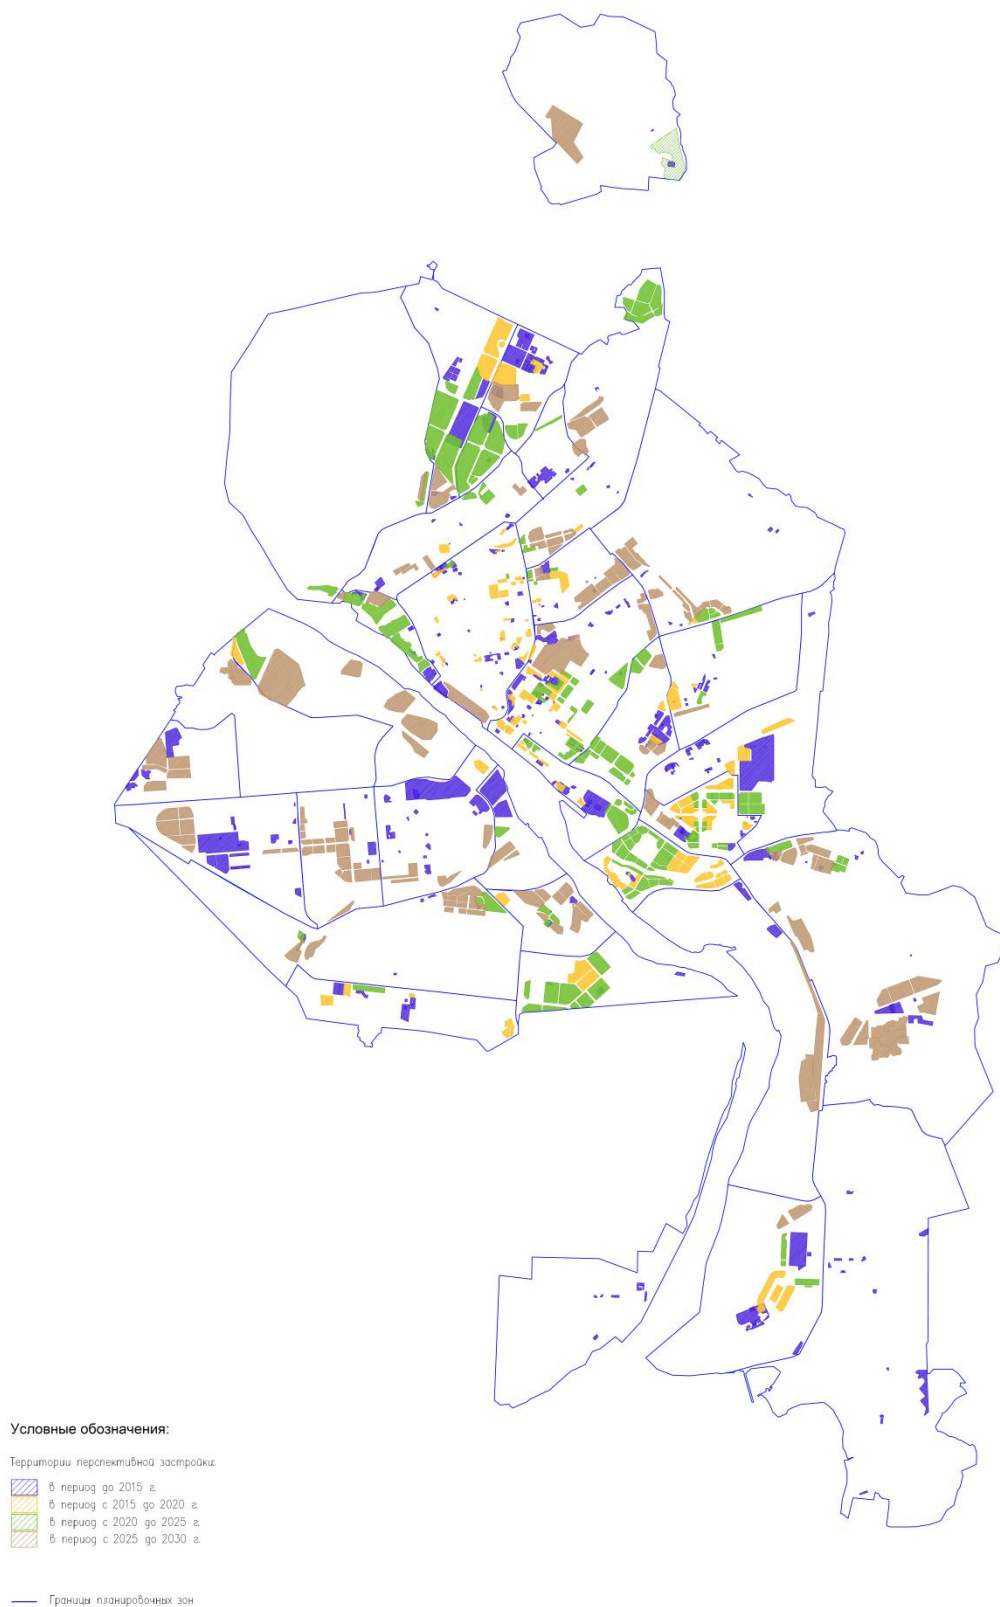 Условные обозначения:
Территории перспективной застройки:
в период до 2015 г.
в период с 2015 до 2020 г.
в период с 2020 до 2025 г.
в период с 2025 до 2030 г.
Границы планировочных зон